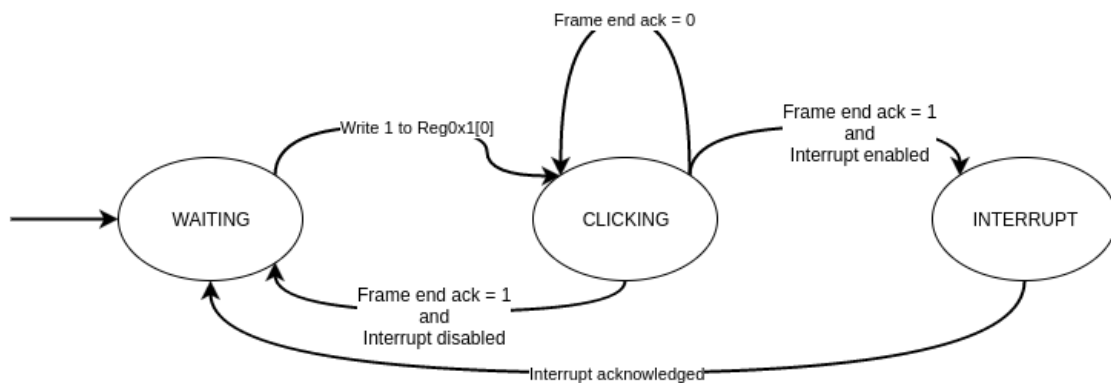 Frame end ack = 0
Frame end ack = 1
and
Interrupt enabled
Write 1 to Reg0x1[0]
WAITING
CLICKING
INTERRUPT
Frame end ack = 1
and
Interrupt disabled
Interrupt acknowledged